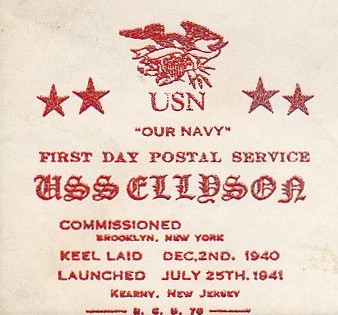 USN
"OUR NAVY"
FIRST DAY POSTAL SERVICE
USS ELLYSON
COMMISSIONED
BROOKLYN, NEW YORK
KEEL LAID DEC, 2ND. 1940
LAUNCHED JULY 25TH. 1941
KEARNY, NEW JERSEY